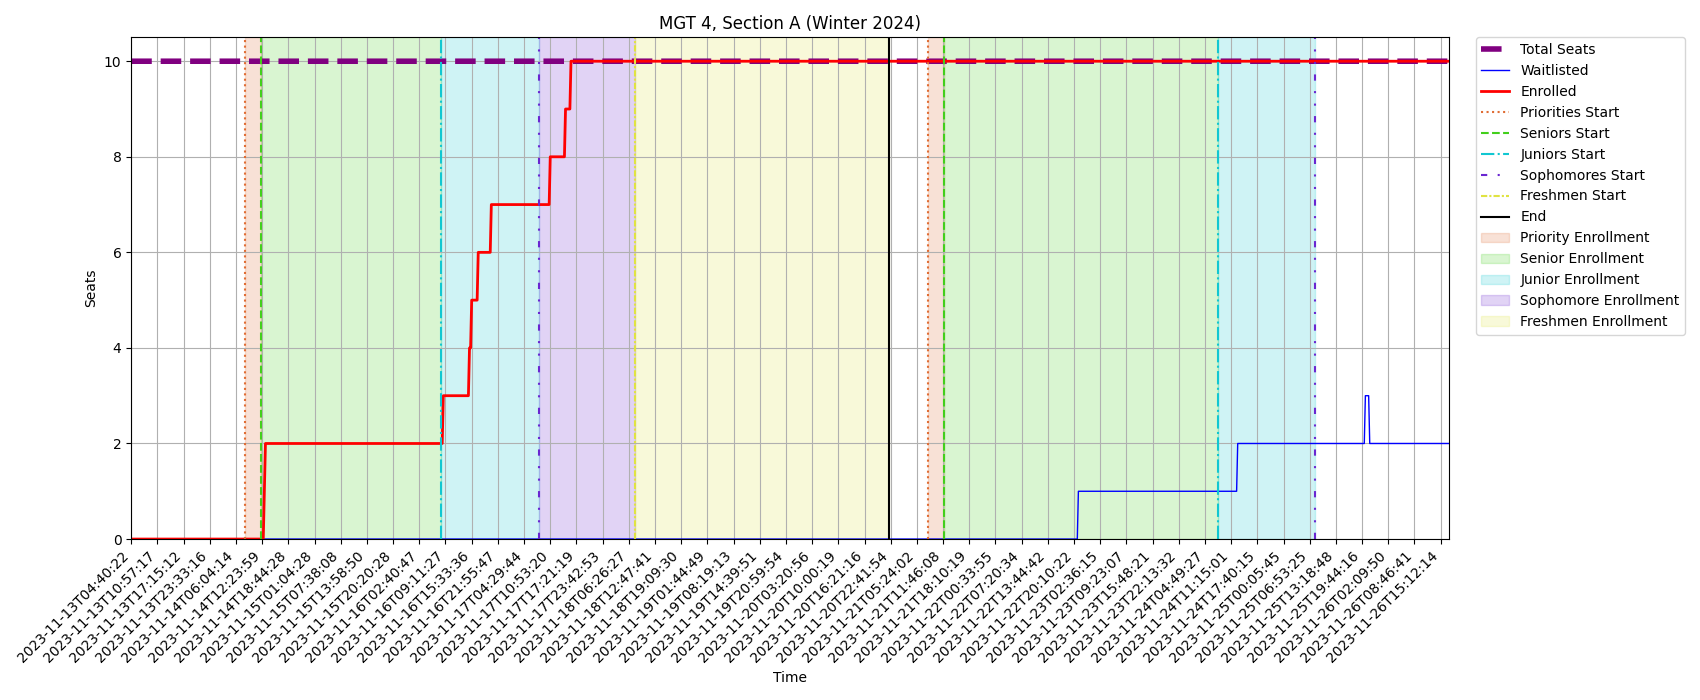 MGT 4, Section A (Winter 2024)
Seats
10
8
6
4
2
0
2023-11-13T04:40:22
2023-11-13T10:57:17
2023-11-13T17:15:12
2023-11-13T23:33:16
2023-11-14T06:04:14
2023-11-14T12:23:59
2023-11-14T18:44:28
2023-11-15T01:04:28
2023-11-15T07:38:08
2023-11-15T13:58:50
2023-11-15T20:20:28
2023-11-16T02:40:47
2023-11-16T09:11:27
2023-11-16T15:33:36
2023-11-16T21:55:47
2023-11-17T04:29:44
2023-11-17T10:53:20
2023-11-17T17:21:19
2023-11-17T23:42:53
2023-11-18T06:26:27
2023-11-18T12:47:41
2023-11-18T19:09:30
2023-11-19T01:44:49
2023-11-19T08:19:13
2023-11-19T14:39:51
2023-11-19T20:59:54
2023-11-20T03:20:56
2023-11-20T10:00:19
2023-11-20T16:21:16
2023-11-20T22:41:54
2023-11-21T05:24:02
2023-11-21T11:46:08
2023-11-21T18:10:19
2023-11-22T00:33:55
2023-11-22T07:20:34
2023-11-22T13:44:42
2023-11-22T20:10:22
2023-11-23T02:36:15
2023-11-23T09:23:07
2023-11-23T15:48:21
2023-11-23T22:13:32
2023-11-24T04:49:27
2023-11-24T11:15:01
2023-11-24T17:40:15
2023-11-25T00:05:45
2023-11-25T06:53:25
2023-11-25T13:18:48
2023-11-25T19:44:16
2023-11-26T02:09:50
2023-11-26T08:46:41
2023-11-26T15:12:14
Time
Total Seats
Waitlisted
Enrolled
Priorities Start
Seniors Start
Juniors Start
Sophomores Start
Freshmen Start
End
Priority Enrollment
Senior Enrollment
Junior Enrollment
Sophomore Enrollment
Freshmen Enrollment